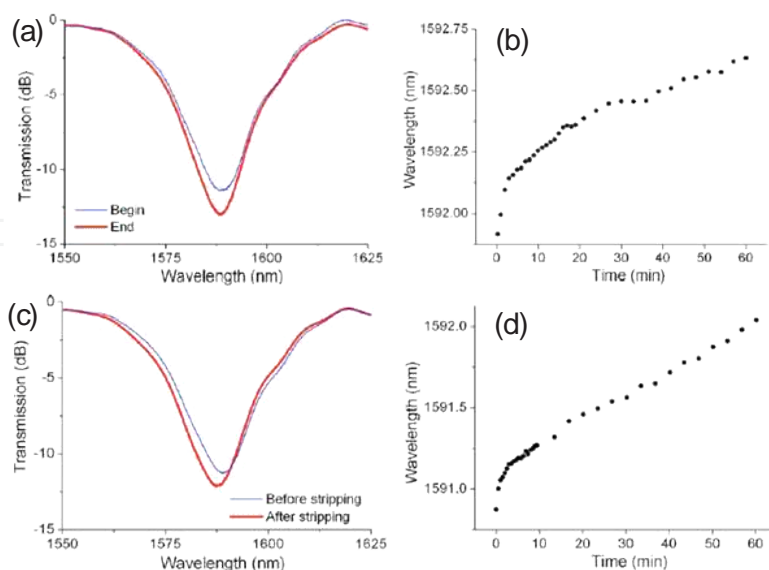 (a)
0
-5
-10
-15
Transmission (dB)
Begin
End
1550 1575 1600 1625
Wavelength (nm)
(b)
1592.75
1592.50
1592.25
1592.00
Wavelength (nm)
0 10 20 30 40 50 60
Time (min)
(c)
0
-5
-10
-15
Transmission (dB)
Before stripping
After stripping
1550 1575 1600 1625
Wavelength (nm)
(d)
1592.0
1591.5
1591.0
Wavelength (nm)
0 10 20 30 40 50 60
Time (min)